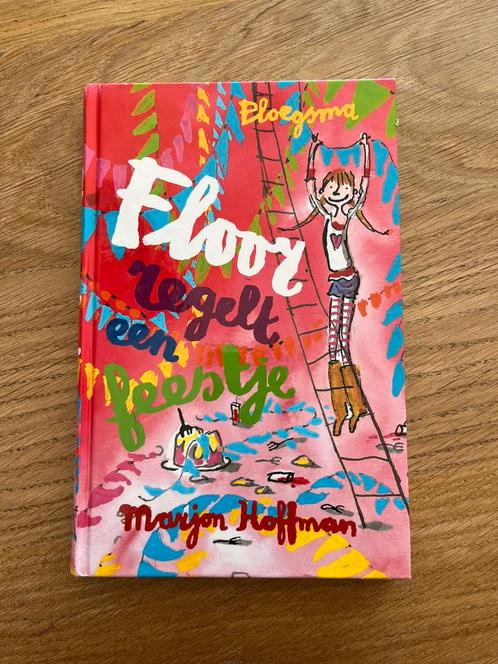 Ploegsma
Floor
regelt
een
feestje
Marjon Hoffman